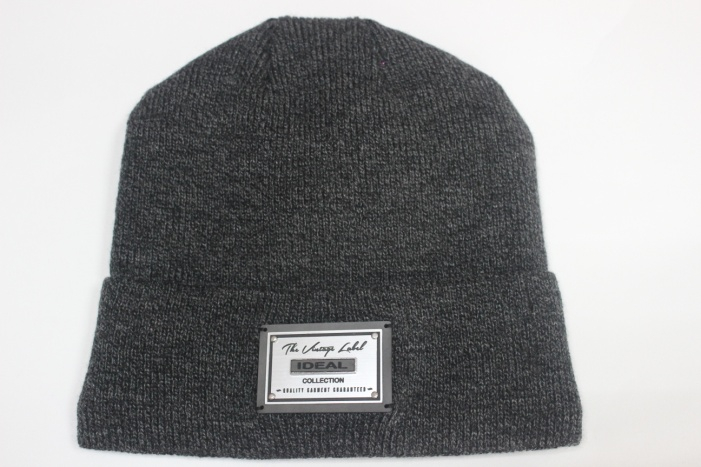 The Vintage Label
IDEAL
COLLECTION
QUALITY GARMENT GUARANTEED